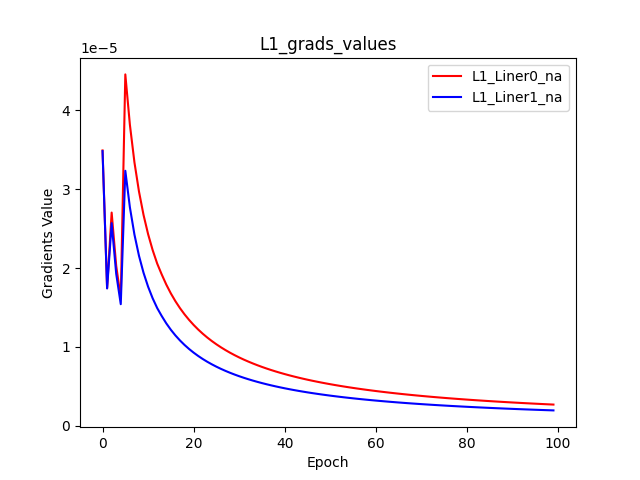 L1_grads_values
1e−5
L1_Liner0_na
L1_Liner1_na
4
3
2
1
0
Gradients Value
0 20 40 60 80 100
Epoch